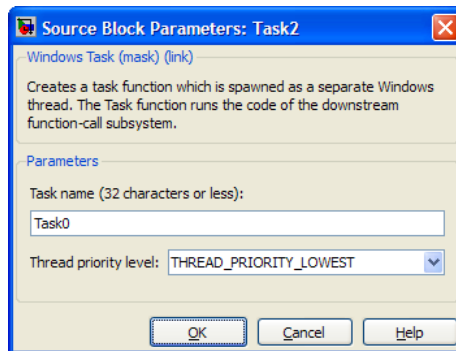 Source Block Parameters: Task2
Windows Task (mask) (link)
Creates a task function which is spawned as a separate Windows
thread. The Task function runs the code of the downstream
function-call subsystem.
Parameters
Task name (32 characters or less):
Task0
Thread priority level: THREAD_PRIORITY_LOWEST
OK Cancel Help